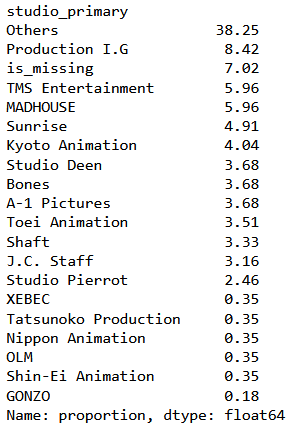 studio_primary
Others 38.25
Production I.G 8.42
is_missing 7.02
TMS Entertainment 5.96
MADHOUSE 5.96
Sunrise 4.91
Kyoto Animation 4.04
Studio Deen 3.68
Bones 3.68
A-1 Pictures 3.68
Toei Animation 3.51
Shaft 3.33
J.C. Staff 3.16
Studio Pierrot 2.46
XEBEC 0.35
Tatsunoko Production 0.35
Nippon Animation 0.35
OLM 0.35
Shin-Ei Animation 0.35
GONZO 0.18
Name: proportion, dtype: float64